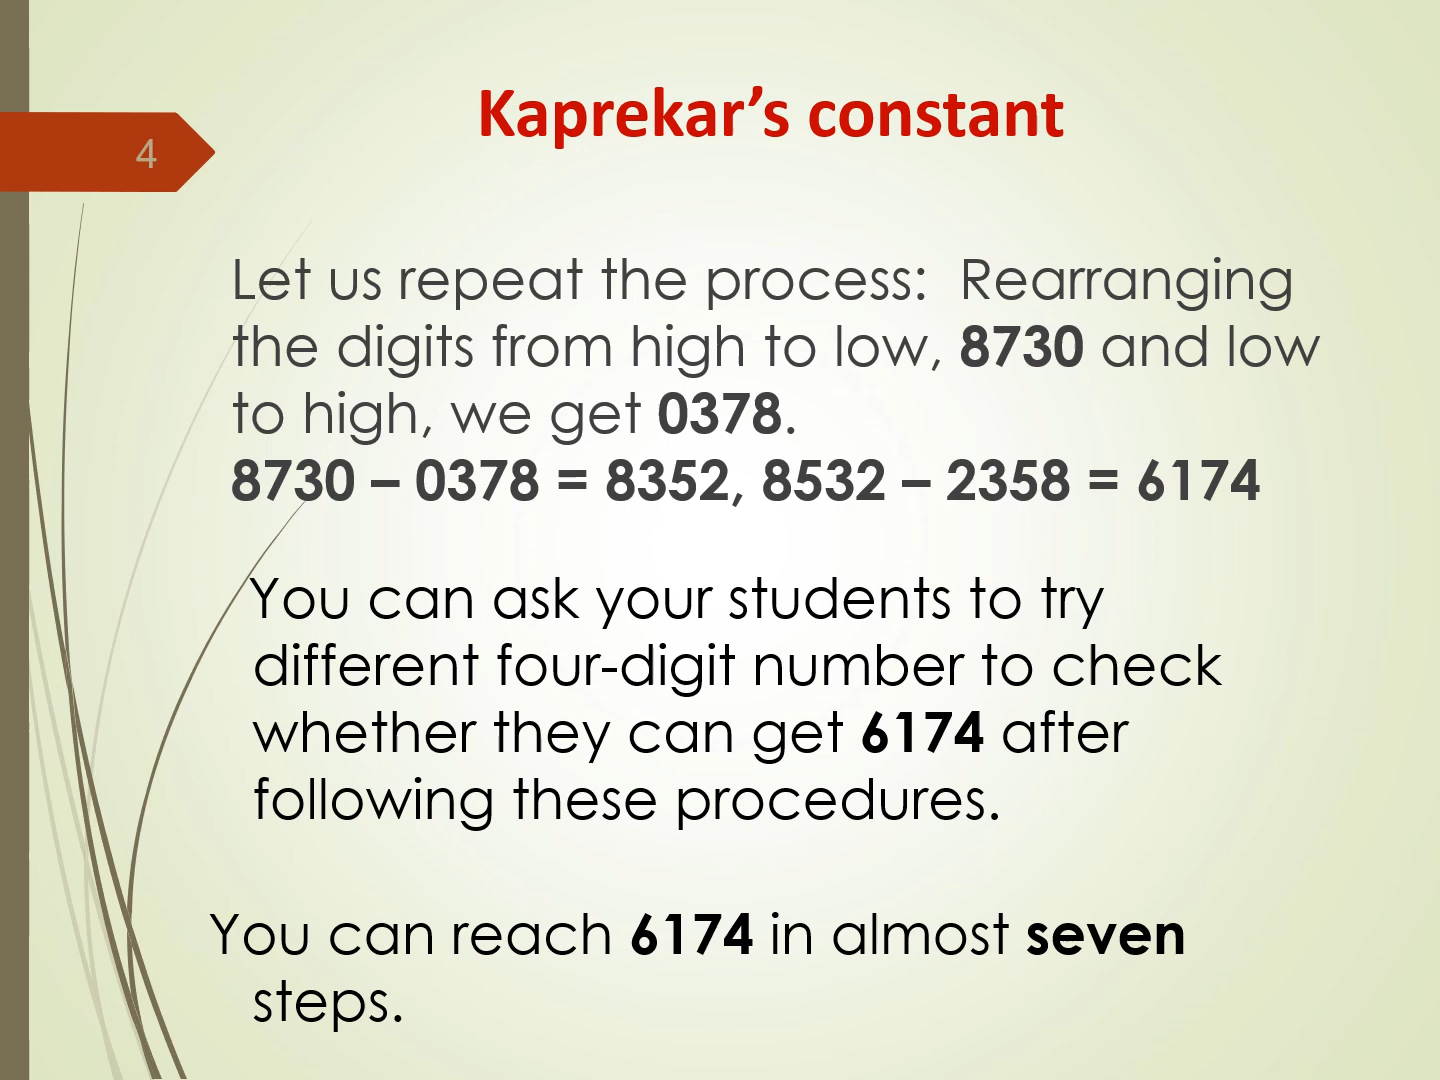 Kaprekar’s constant
4
Let us repeat the process:  Rearranging
the digits from high to low, 8730 and low
to high, we get 0378.
8730 – 0378 = 8352, 8532 – 2358 = 6174
You can ask your students to try
different four-digit number to check
whether they can get 6174 after
following these procedures.
You can reach 6174 in almost seven
steps.